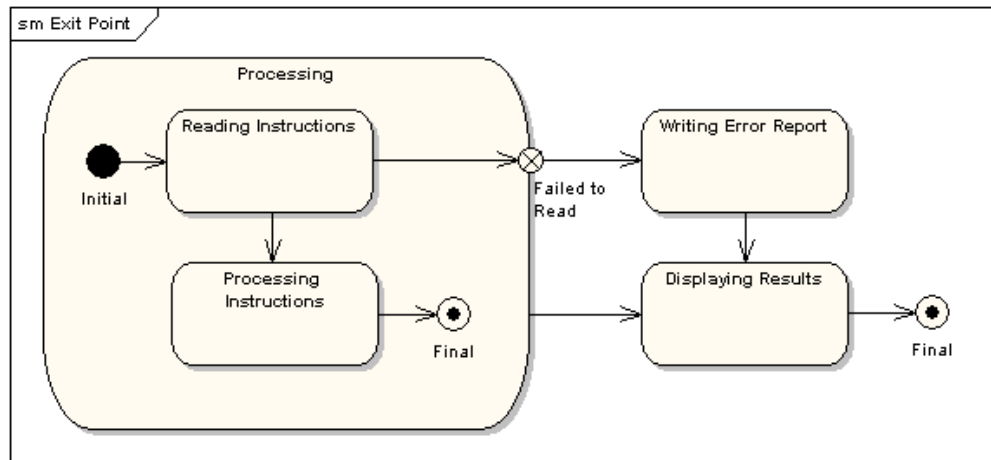 sm Exit Point
Processing
Reading Instructions
Writing Error Report
Initial
Failed to
Read
Processing
Instructions
Displaying Results
Final
Final